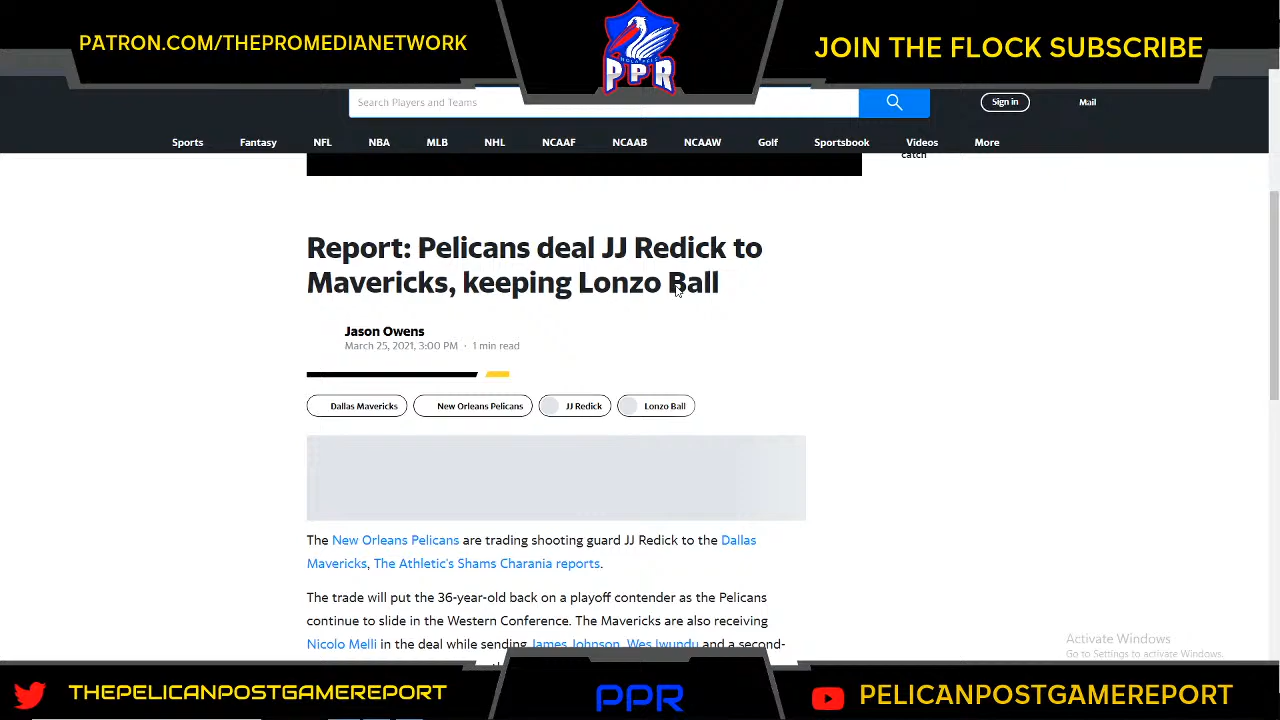 PATRON.COM/THEPROMEDIANETWORK
NOLA PELS
PPR
JOIN THE FLOCK SUBSCRIBE
Search Players and Teams
Sign in
Mail
Sports Fantasy NFL NBA MLB NHL NCAAF NCAAB NCAAW Golf Sportsbook Videos More
catch
Report: Pelicans deal JJ Redick to
Mavericks, keeping Lonzo Ball
Jason Owens
March 25, 2021, 3:00 PM · 1 min read
Dallas Mavericks New Orleans Pelicans JJ Redick Lonzo Ball
The New Orleans Pelicans are trading shooting guard JJ Redick to the Dallas
Mavericks, The Athletic's Shams Charania reports.
The trade will put the 36-year-old back on a playoff contender as the Pelicans
continue to slide in the Western Conference. The Mavericks are also receiving
Nicolo Melli in the deal while sending James Johnson, Wes Iwundu and a second-
Activate Windows
Go to Settings to activate Windows.
THEPELICANPOSTGAMEREPORT
PPR
PELICANPOSTGAMEREPORT